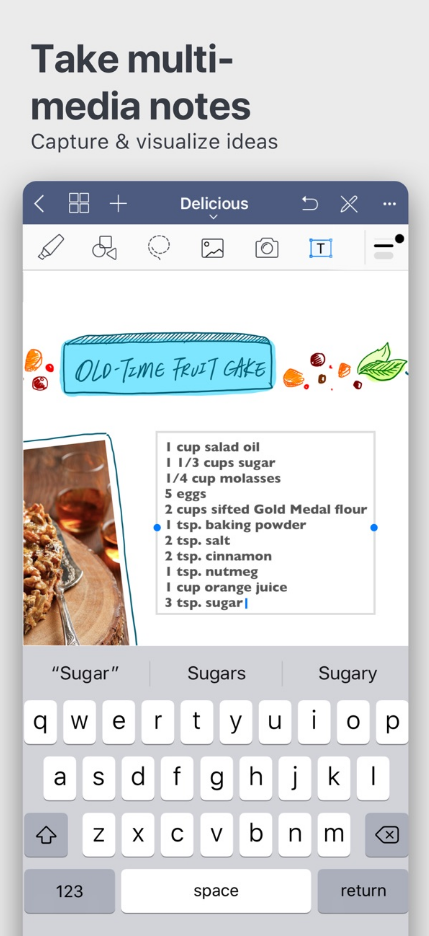 Take multi-
media notes
Capture & visualize ideas
Delicious
T
OLD-TIME FRUIT CAKE
1 cup salad oil
1 1/3 cups sugar
1/4 cup molasses
5 eggs
2 cups sifted Gold Medal flour
1 tsp. baking powder
2 tsp. salt
2 tsp. cinnamon
1 tsp. nutmeg
1 cup orange juice
3 tsp. sugar
“Sugar” Sugars Sugary
q w e r t y u i o p
a s d f g h j k l
z x c v b n m
123 space return